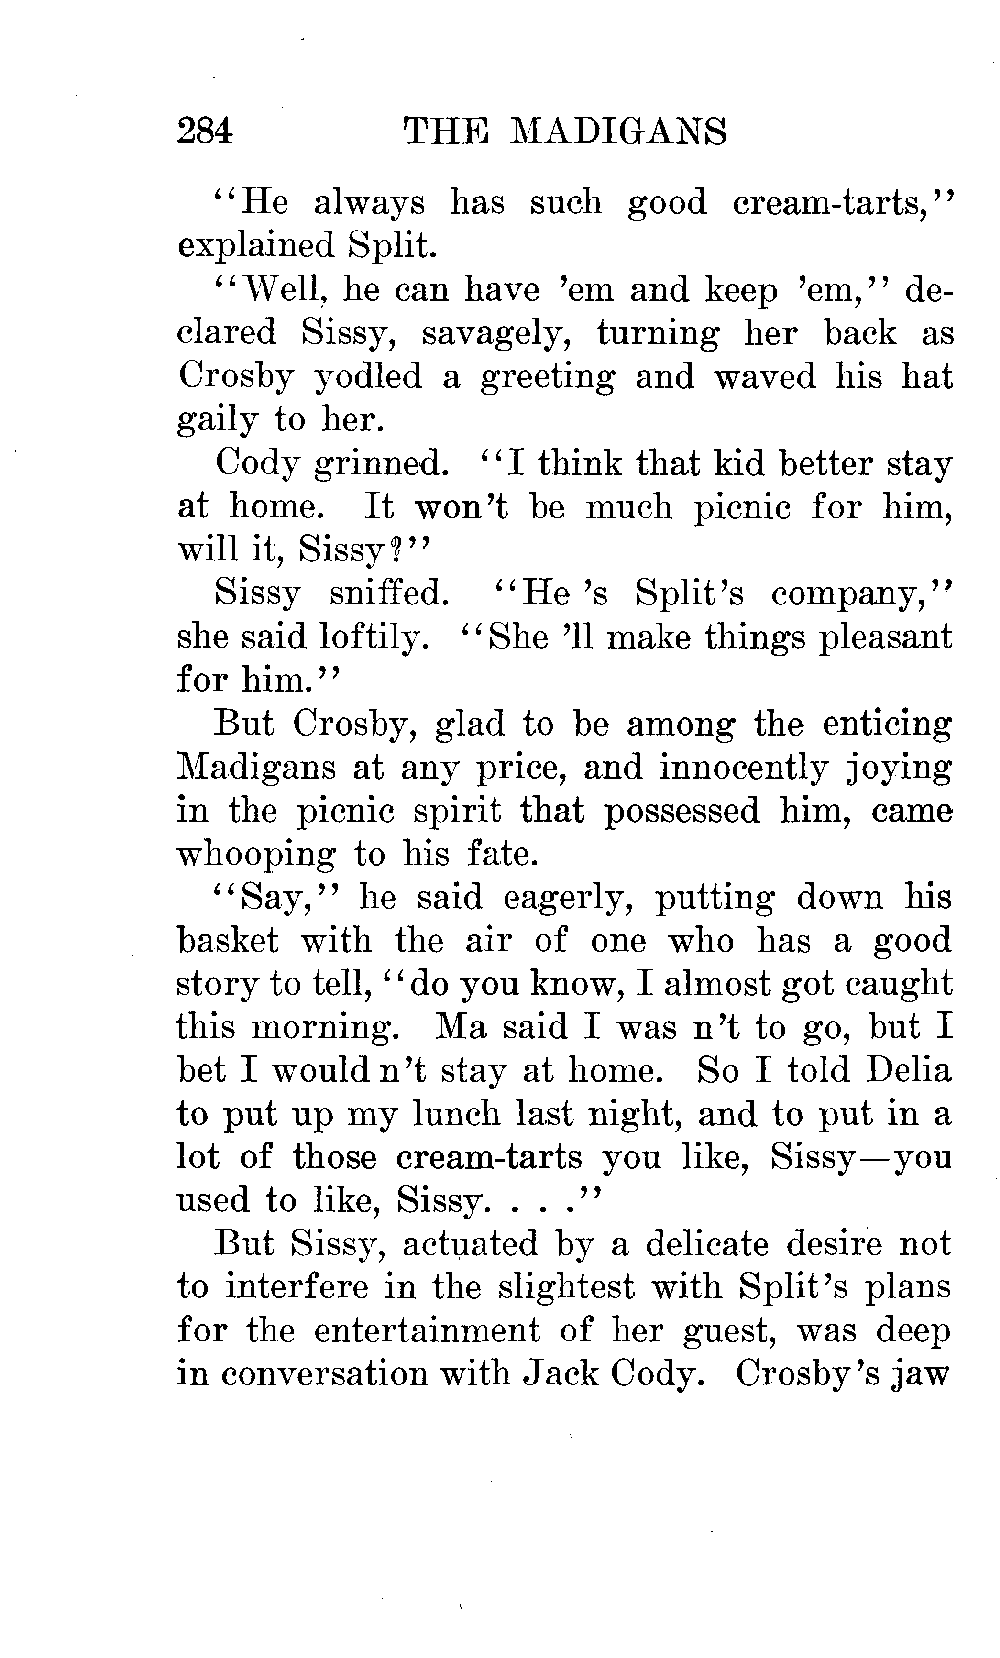 284 THE MADIGANS
"He always has such good cream-tarts,"
explained Split.
"Well, he can have 'em and keep 'em," de-
clared Sissy, savagely, turning her back as
Crosby yodled a greeting and waved his hat
gaily to her.
Cody grinned. "I think that kid better stay
at home. It won't be much picnic for him,
will it, Sissy?"
Sissy sniffed. "He 's Split's company,"
she said loftily. "She 'll make things pleasant
for him."
But Crosby, glad to be among the enticing
Madigans at any price, and innocently joying
in the picnic spirit that possessed him, came
whooping to his fate.
"Say," he said eagerly, putting down his
basket with the air of one who has a good
story to tell, "do you know, I almost got caught
this morning. Ma said I was n't to go, but I
bet I would n't stay at home. So I told Delia
to put up my lunch last night, and to put in a
lot of those cream-tarts you like, Sissy—you
used to like, Sissy. . . ."
But Sissy, actuated by a delicate desire not
to interfere in the slightest with Split's plans
for the entertainment of her guest, was deep
in conversation with Jack Cody. Crosby's jaw